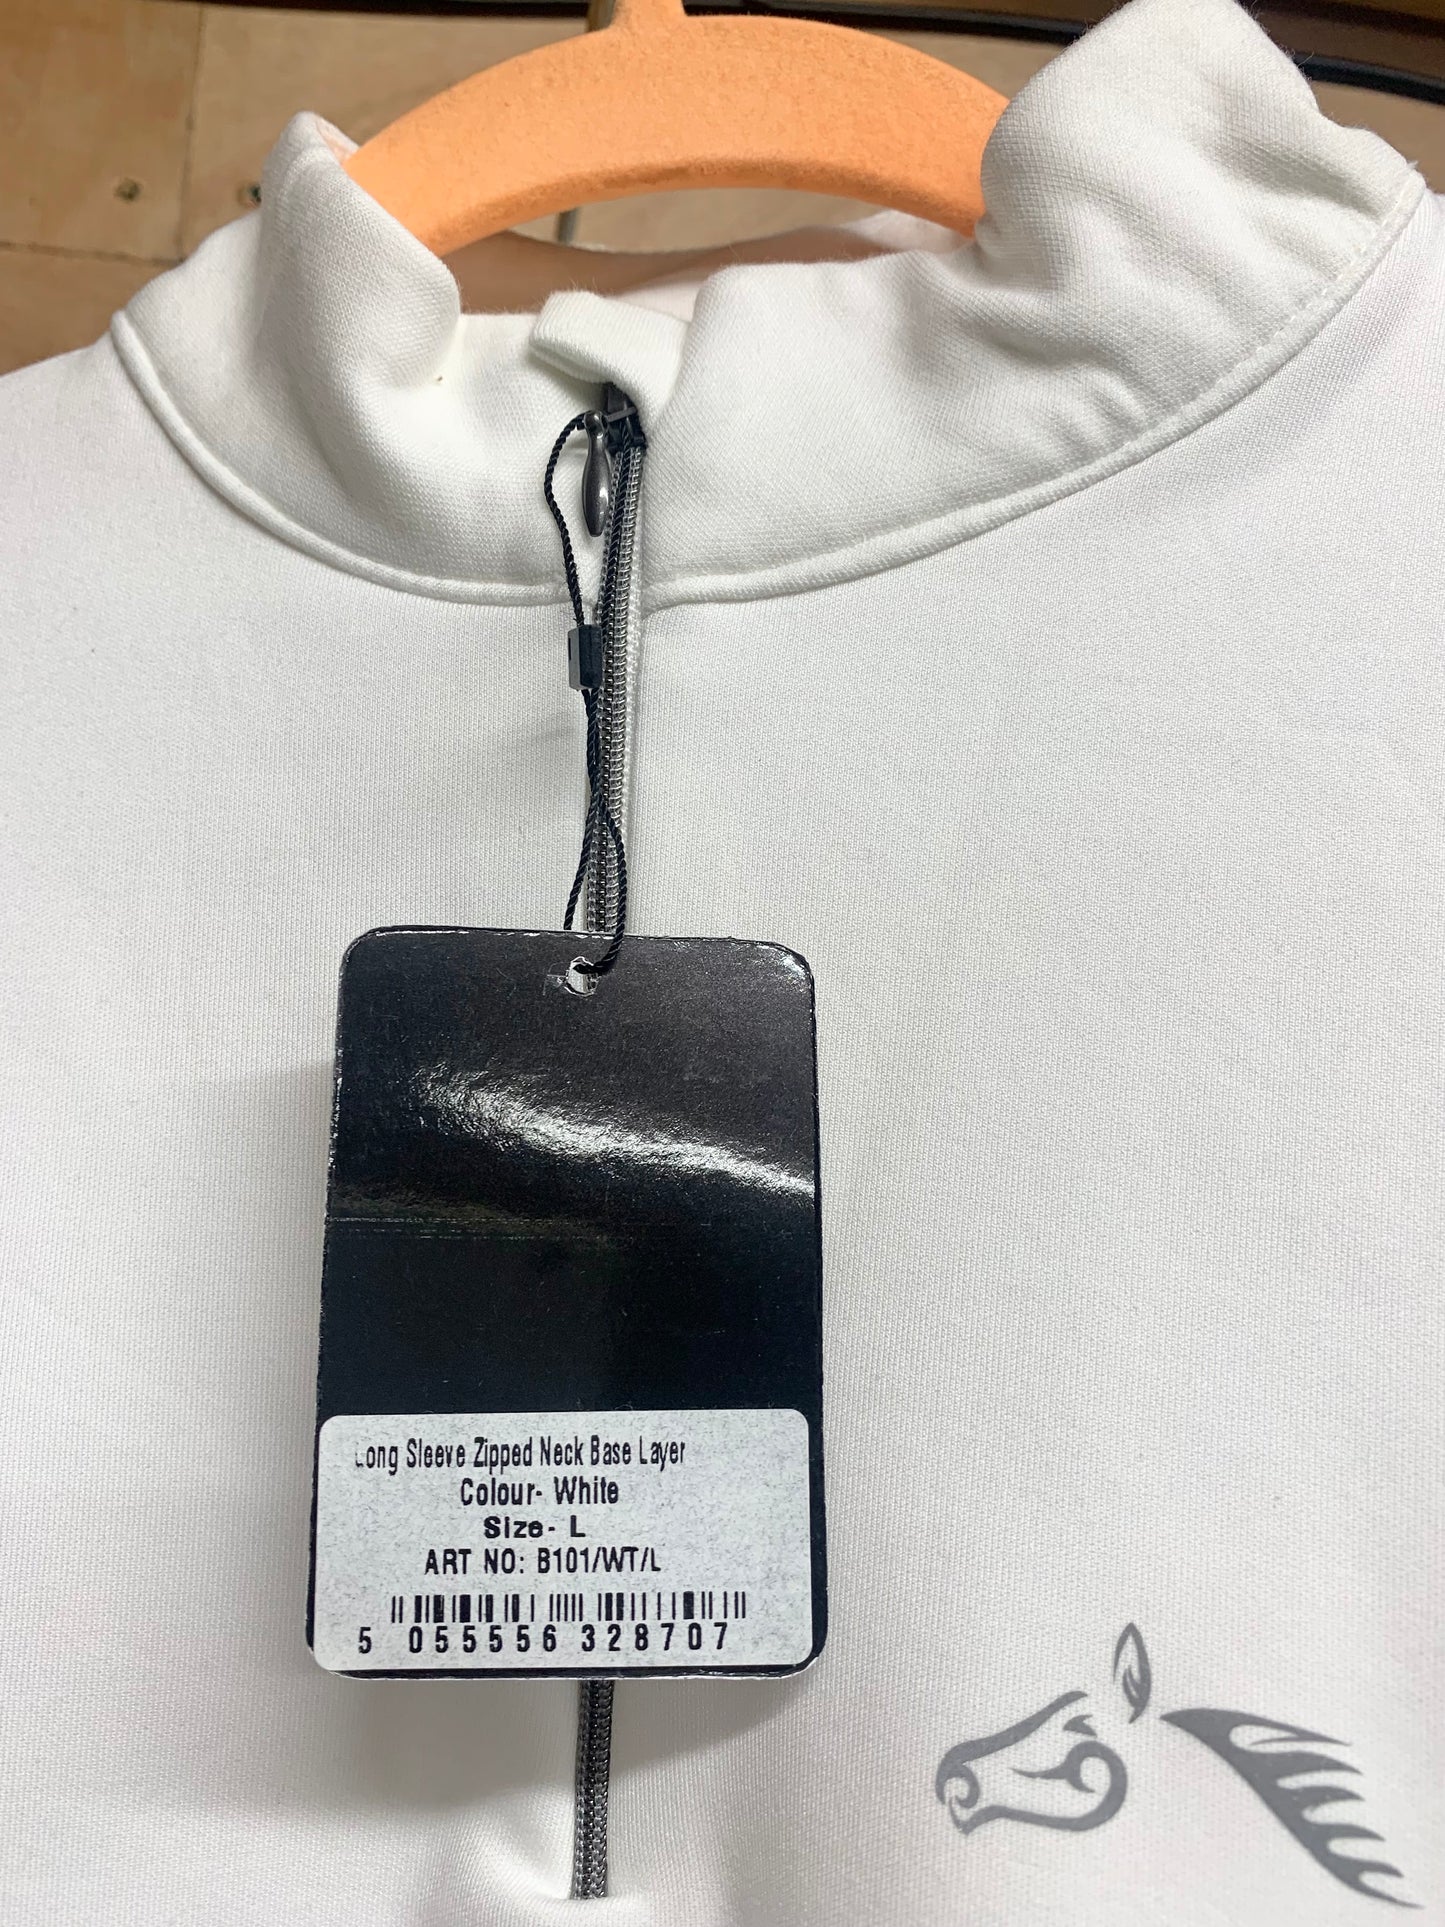 Long Sleeve Zipped Neck Base Layer
Colour- White
Size- L
ART NO: B101/WT/L
5 055556 328707